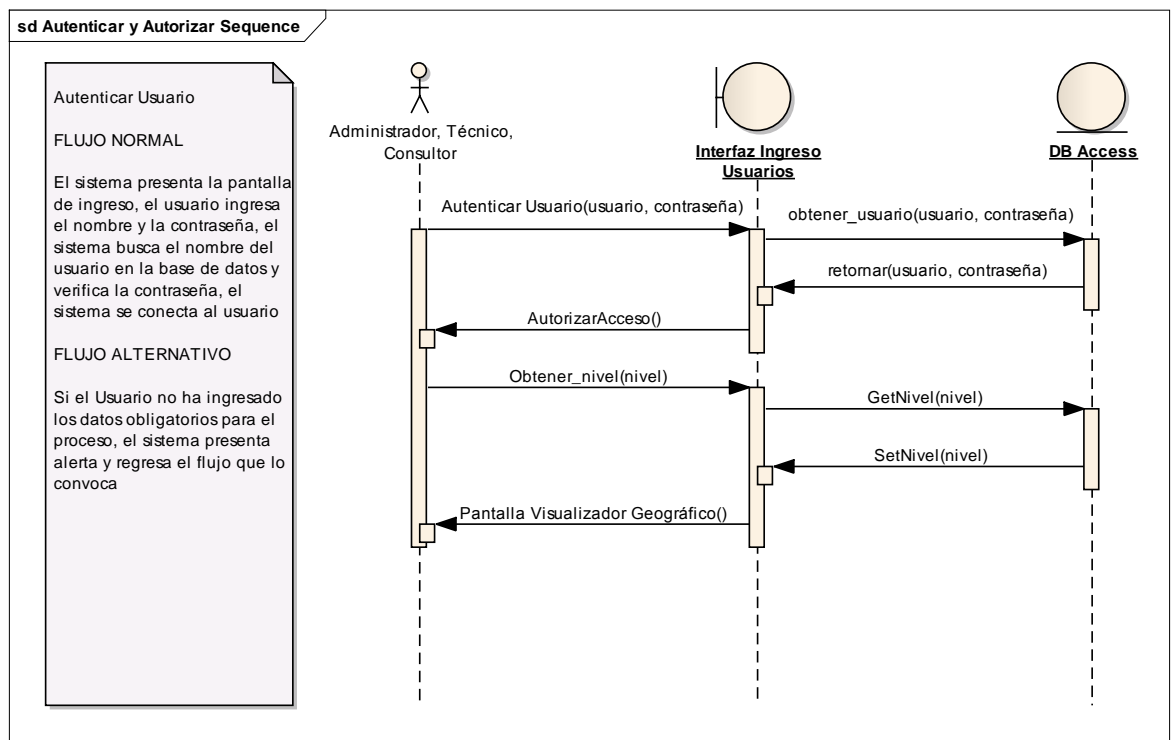 sd Autenticar y Autorizar Sequence
Autenticar Usuario
FLUJO NORMAL
El sistema presenta la pantalla
de ingreso, el usuario ingresa
el nombre y la contraseña, el
sistema busca el nombre del
usuario en la base de datos y
verifica la contraseña, el
sistema se conecta al usuario
FLUJO ALTERNATIVO
Si el Usuario no ha ingresado
los datos obligatorios para el
proceso, el sistema presenta
alerta y regresa el flujo que lo
convoca
Administrador, Técnico,
Consultor
Interfaz Ingreso
Usuarios
DB Access
Autenticar Usuario(usuario, contraseña)
obtener_usuario(usuario, contraseña)
retornar(usuario, contraseña)
AutorizarAcceso()
Obtener_nivel(nivel)
GetNivel(nivel)
SetNivel(nivel)
Pantalla Visualizador Geográfico()